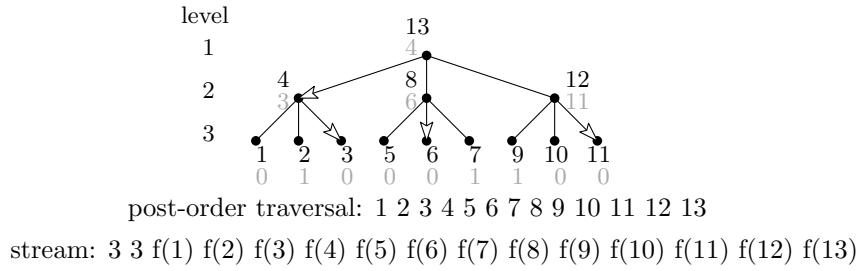 level
13
1
4
4 8 12
2
3 6 11
3
1 2 3 5 6 7 9 10 11
0 1 0 0 0 1 1 0 0
post-order traversal: 1 2 3 4 5 6 7 8 9 10 11 12 13
stream: 3 3 f(1) f(2) f(3) f(4) f(5) f(6) f(7) f(8) f(9) f(10) f(11) f(12) f(13)